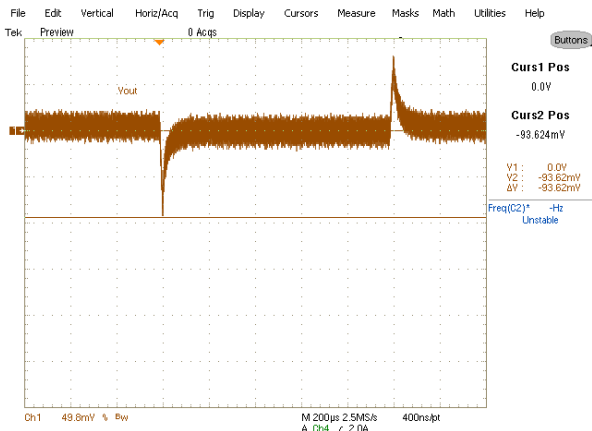 File Edit Vertical Horiz/Acq Trig Display Cursors Measure Masks Math Utilities Help
Tek Preview 0 Acqs
Buttons
Curs1 Pos
0.0V
Curs2 Pos
-93.624mV
V1 : 0.0V
V2 : -93.62mV
ΔV : -93.62mV
Freq(C2)* -Hz
Unstable
Vout
Ch1 49.8mV % Bw M 200µs 2.5MS/s 400ns/pt
A Ch4 / 2.0A